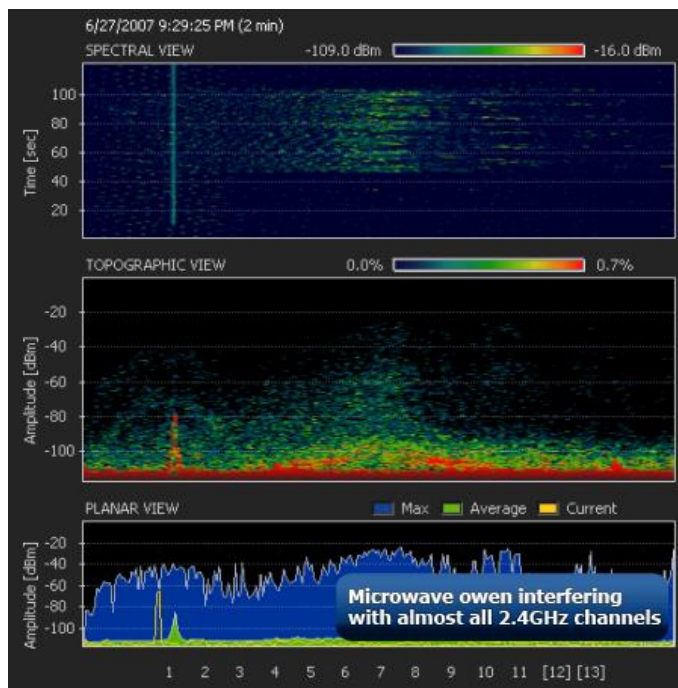 6/27/2007 9:29:25 PM (2 min)
SPECTRAL VIEW -109.0 dBm -16.0 dBm
Time [sec]
100
80
60
40
20
TOPOGRAPHIC VIEW 0.0% 0.7%
Amplitude [dBm]
-20
-40
-60
-80
-100
PLANAR VIEW Max Average Current
Amplitude [dBm]
-20
-40
-60
-80
-100
Microwave owen interfering
with almost all 2.4GHz channels
1 2 3 4 5 6 7 8 9 10 11 [12] [13]